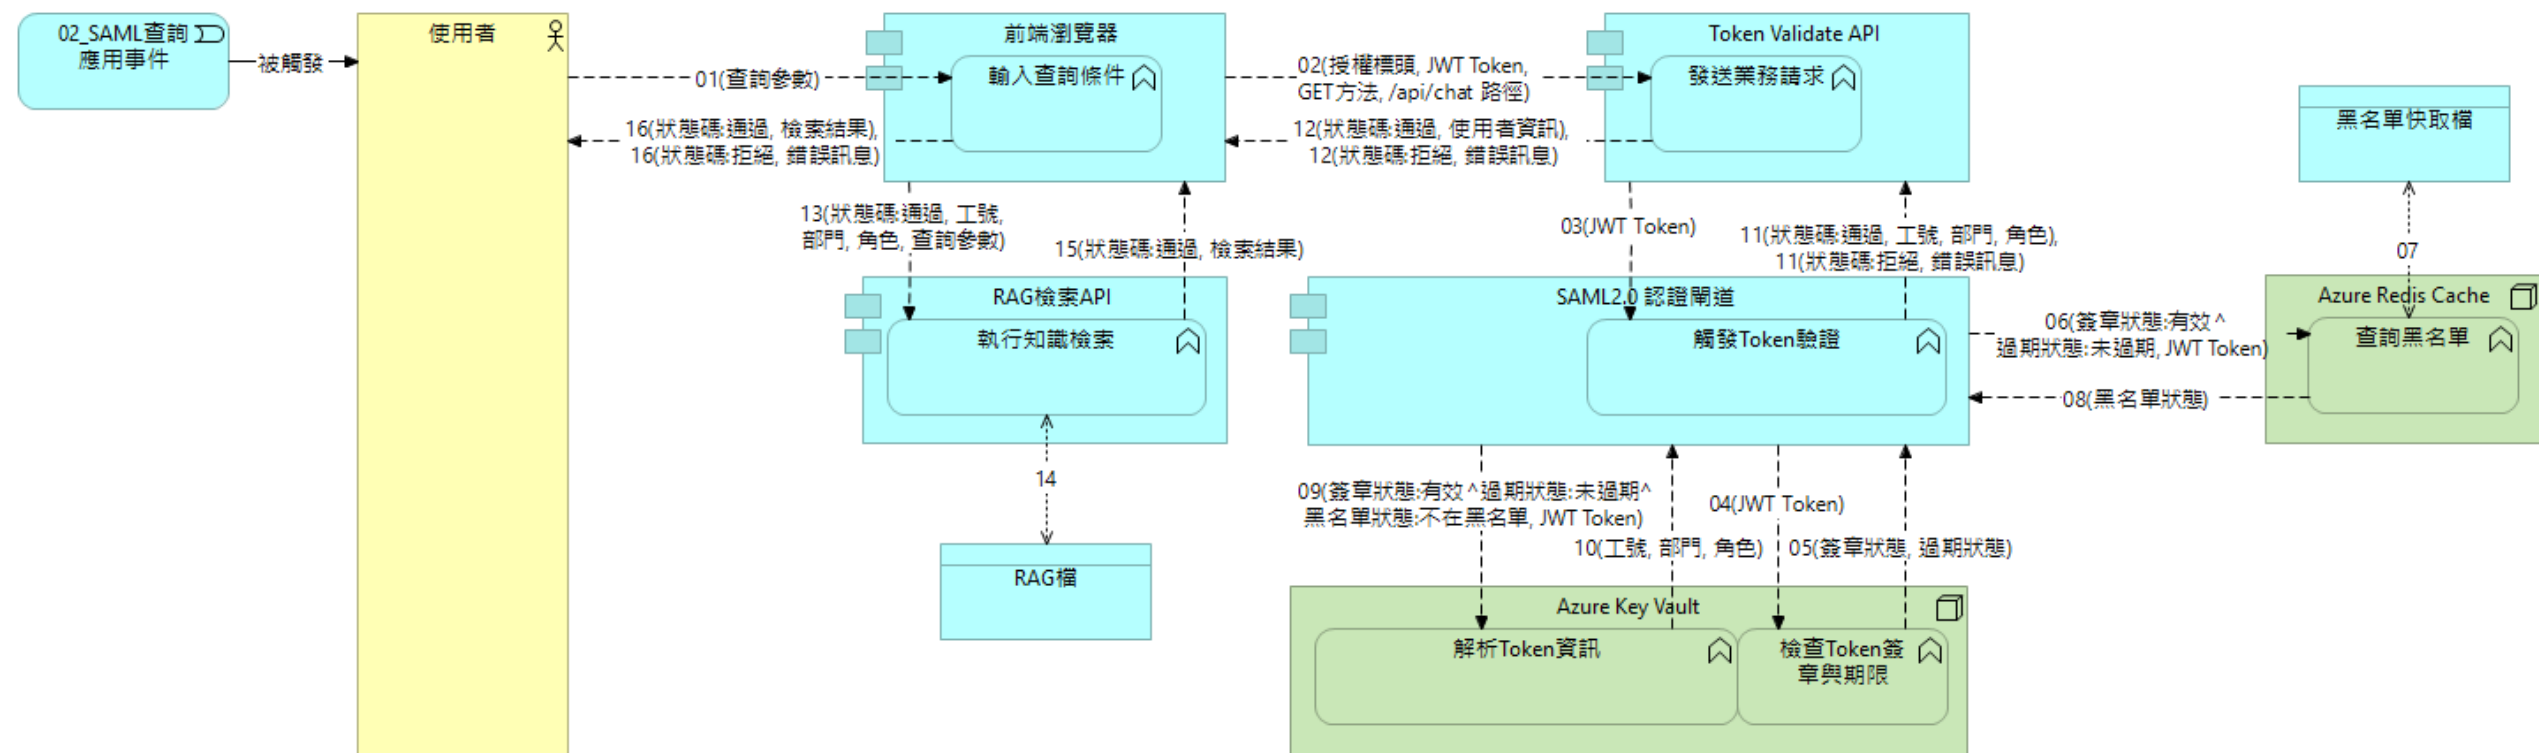 02_SAML查詢
應用事件
被觸發
使用者
01(查詢參數)
16(狀態碼:通過, 檢索結果),
16(狀態碼:拒絕, 錯誤訊息)
前端瀏覽器
輸入查詢條件
02(授權標頭, JWT Token,
GET方法, /api/chat 路徑)
12(狀態碼:通過, 使用者資訊),
12(狀態碼:拒絕, 錯誤訊息)
Token Validate API
發送業務請求
黑名單快取檔
13(狀態碼:通過, 工號,
部門, 角色, 查詢參數)
15(狀態碼:通過, 檢索結果)
03(JWT Token)
11(狀態碼:通過, 工號, 部門, 角色),
11(狀態碼:拒絕, 錯誤訊息)
07
RAG檢索API
執行知識檢索
SAML2.0 認證閘道
觸發Token驗證
06(簽章狀態:有效^
過期狀態:未過期, JWT Token)
08(黑名單狀態)
Azure Redis Cache
查詢黑名單
14
RAG檔
09(簽章狀態:有效^過期狀態:未過期^
黑名單狀態:不在黑名單, JWT Token)
10(工號, 部門, 角色)
04(JWT Token)
05(簽章狀態, 過期狀態)
Azure Key Vault
解析Token資訊
檢查Token簽
章與期限